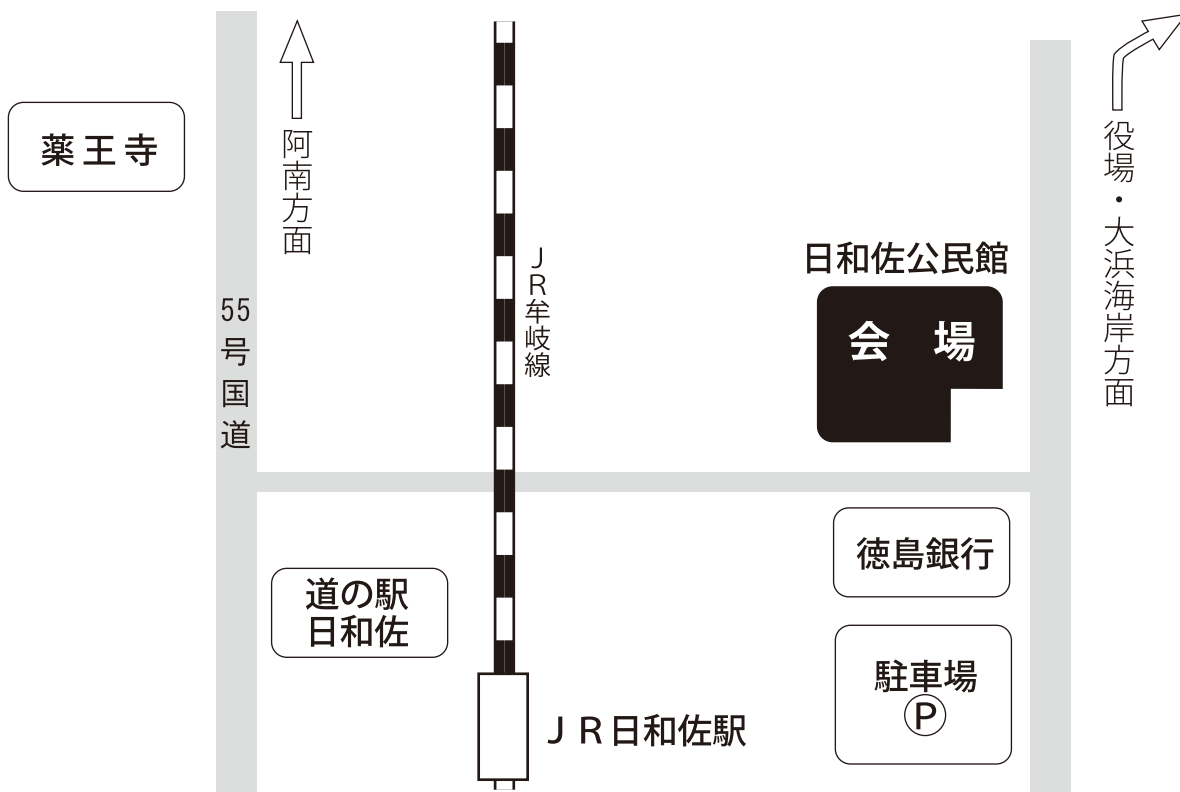 薬王寺
阿南方面
55号国道
JR牟岐線
日和佐公民館
会場
役場・大浜海岸方面
徳島銀行
道の駅
日和佐
駐車場
P
JR日和佐駅